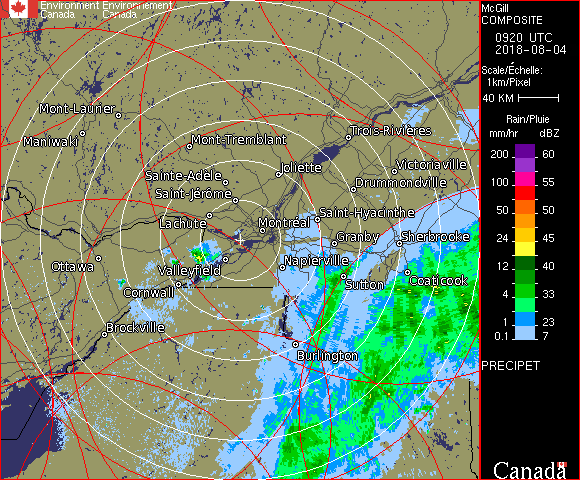 Environment Environnement
Canada Canada
McGill
COMPOSITE
0920 UTC
2018-08-04
Scale/Échelle:
1km/Pixel
40 KM
Rain/Pluie
mm/hr dBZ
200 60
100 55
50 50
24 45
12 40
4 33
1 23
0.1 7
PRECIPET
Canada
Mont-Laurier
Maniwaki
Mont-Tremblant
Trois-Rivières
Sainte-Adèle
Joliette
Victoriaville
Saint-Jérôme
Drummondville
Lachute
Montréal
Saint-Hyacinthe
Granby
Sherbrooke
Ottawa
Valleyfield
Napierville
Cornwall
Sutton
Coaticook
Brockville
Burlington